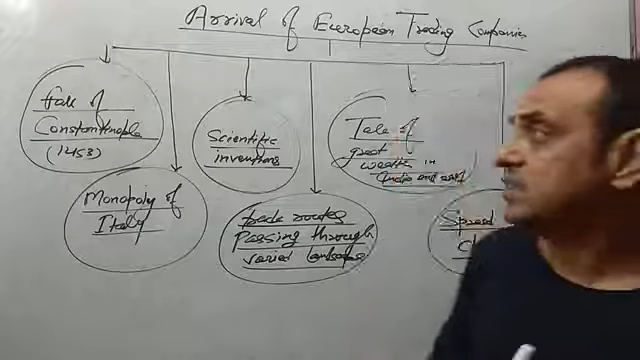 Arrival of European Trading Companies
Fall of
Constantinople
(1453)
Monopoly of
Italy
Scientific
inventions
trade routes
Passing through
varied landscape
Tale of
great
wealth in
India and east
Spread